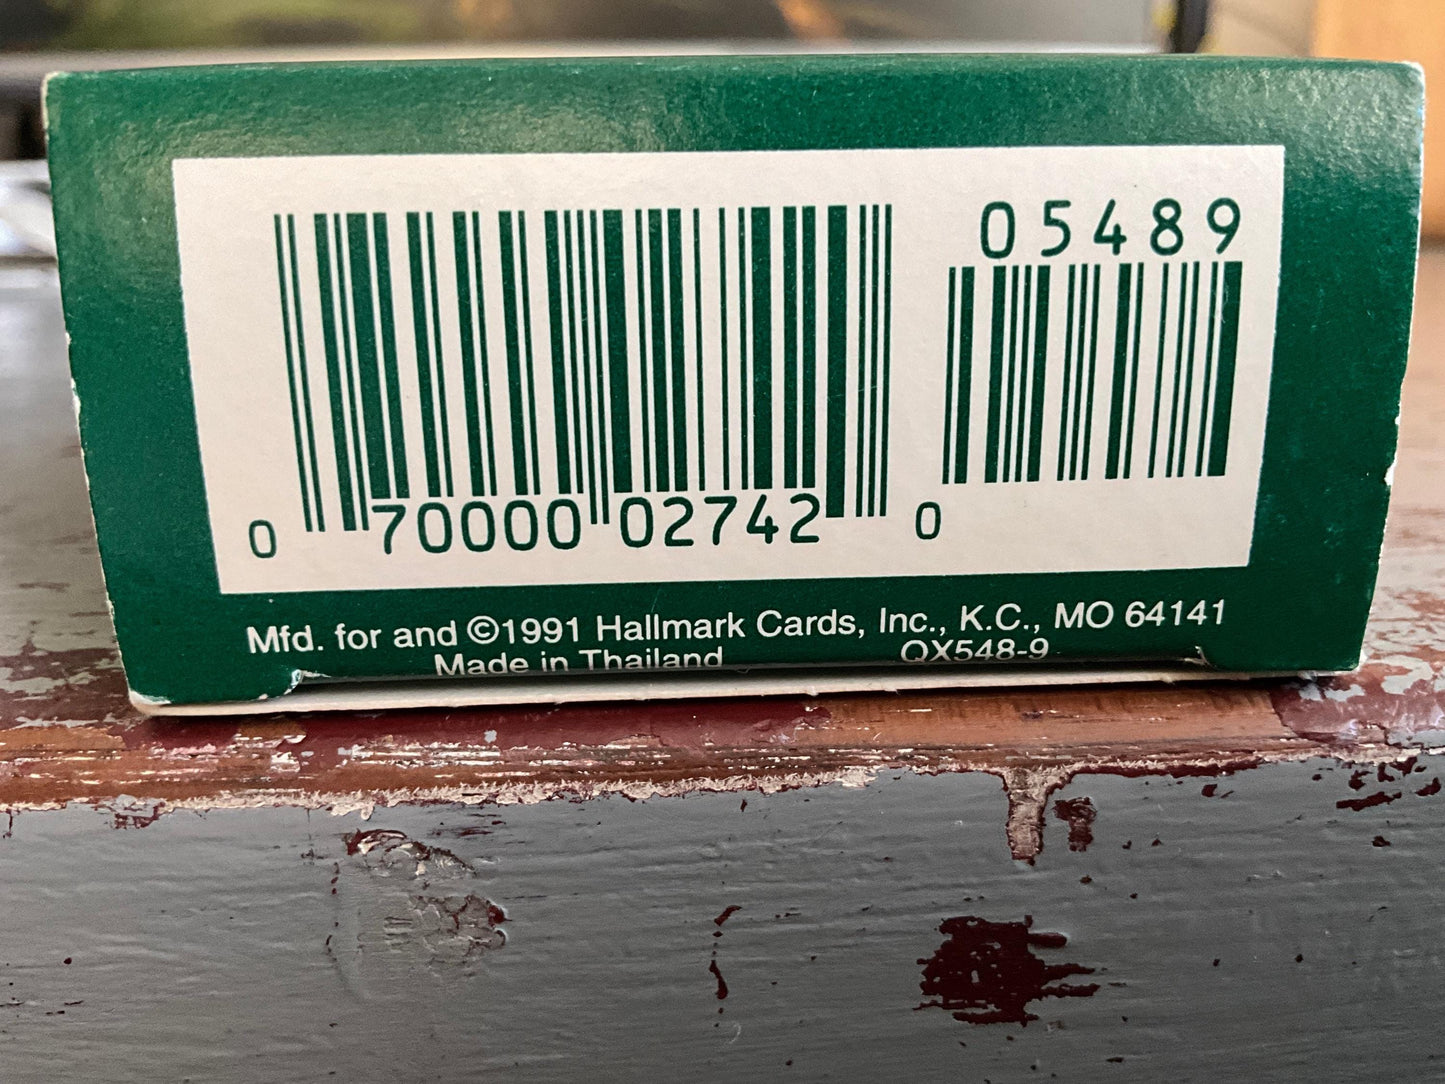 05489
0 70000 02742 0
Mfd. for and ©1991 Hallmark Cards, Inc., K.C., MO 64141
Made in Thailand QX548-9